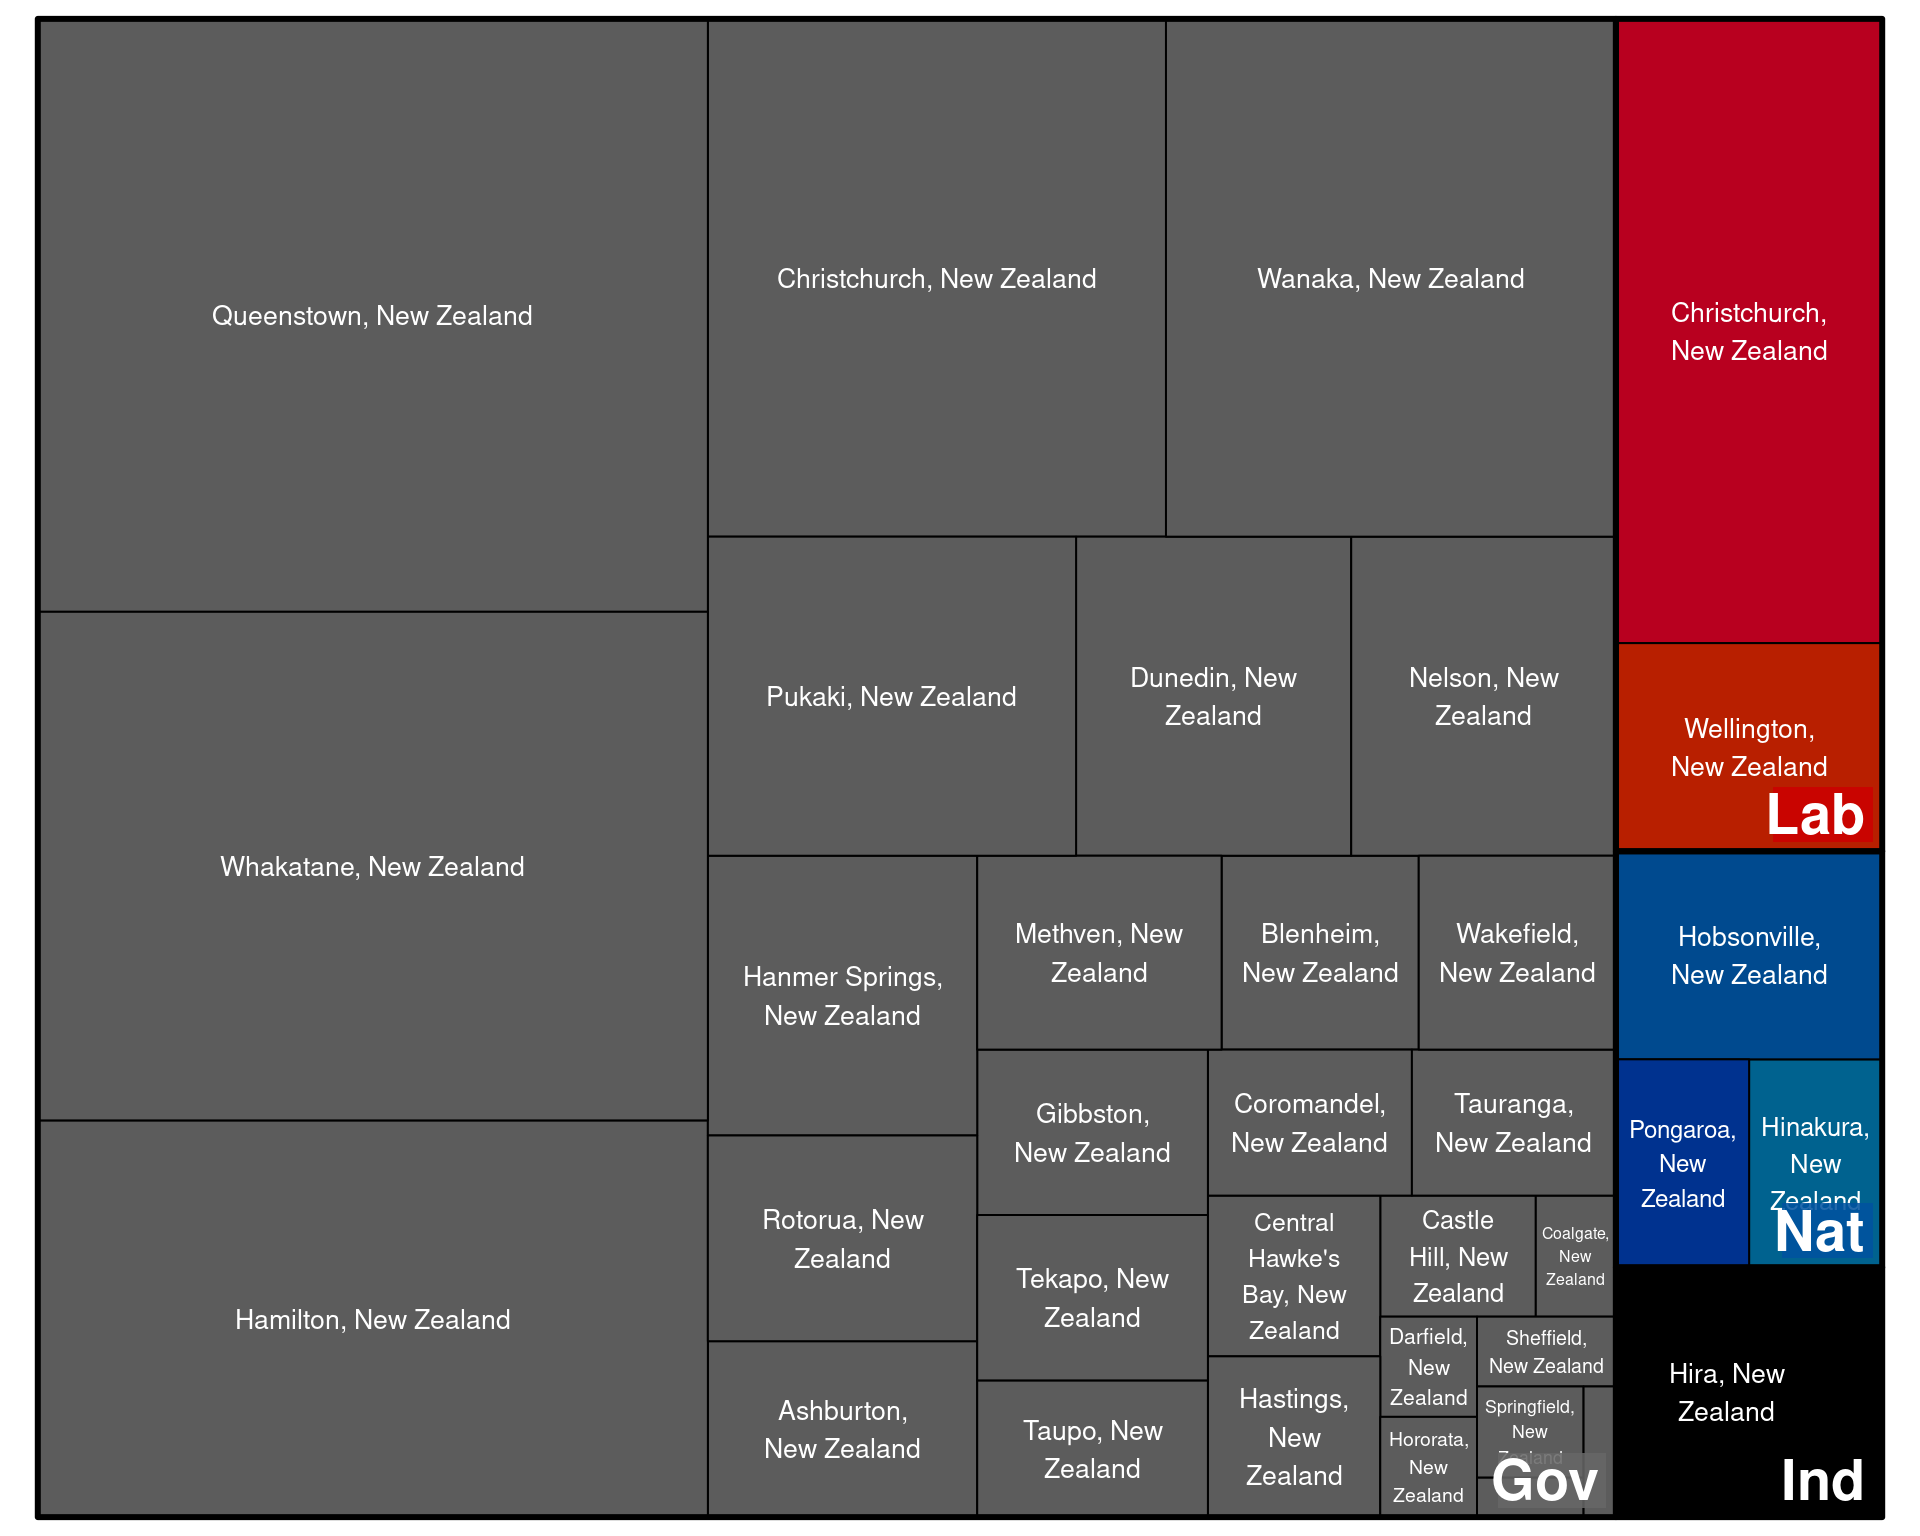 Queenstown, New Zealand
Christchurch, New Zealand
Wanaka, New Zealand
Christchurch,
New Zealand
Whakatane, New Zealand
Pukaki, New Zealand
Dunedin, New
Zealand
Nelson, New
Zealand
Wellington,
New Zealand
Lab
Hanmer Springs,
New Zealand
Methven, New
Zealand
Blenheim,
New Zealand
Wakefield,
New Zealand
Hobsonville,
New Zealand
Hamilton, New Zealand
Gibbston,
New Zealand
Coromandel,
New Zealand
Tauranga,
New Zealand
Pongaroa,
New
Zealand
Hinakura,
New
Zealand
Nat
Rotorua, New
Zealand
Tekapo, New
Zealand
Central
Hawke's
Bay, New
Zealand
Castle
Hill, New
Zealand
Coalgate,
New
Zealand
Ashburton,
New Zealand
Taupo, New
Zealand
Hastings,
New
Zealand
Darfield,
New
Zealand
Sheffield,
New Zealand
Hororata,
New
Zealand
Springfield,
New
Zealand
Gov
Hira, New
Zealand
Ind